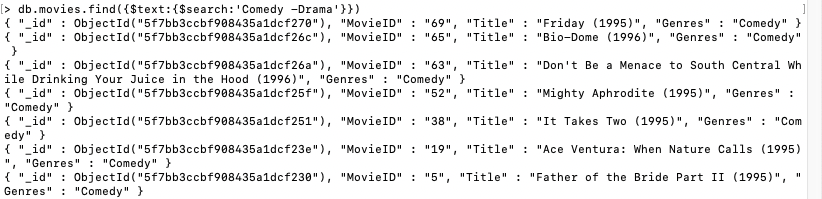 [> db.movies.find({$text:{$search:'Comedy -Drama'}}) ]
{ "_id" : ObjectId("5f7bb3ccbf908435a1dcf270"), "MovieID" : "69", "Title" : "Friday (1995)", "Genres" : "Comedy" }
{ "_id" : ObjectId("5f7bb3ccbf908435a1dcf26c"), "MovieID" : "65", "Title" : "Bio-Dome (1996)", "Genres" : "Comedy"
}
{ "_id" : ObjectId("5f7bb3ccbf908435a1dcf26a"), "MovieID" : "63", "Title" : "Don't Be a Menace to South Central Wh
ile Drinking Your Juice in the Hood (1996)", "Genres" : "Comedy" }
{ "_id" : ObjectId("5f7bb3ccbf908435a1dcf25f"), "MovieID" : "52", "Title" : "Mighty Aphrodite (1995)", "Genres" :
"Comedy" }
{ "_id" : ObjectId("5f7bb3ccbf908435a1dcf251"), "MovieID" : "38", "Title" : "It Takes Two (1995)", "Genres" : "Com
edy" }
{ "_id" : ObjectId("5f7bb3ccbf908435a1dcf23e"), "MovieID" : "19", "Title" : "Ace Ventura: When Nature Calls (1995)
", "Genres" : "Comedy" }
{ "_id" : ObjectId("5f7bb3ccbf908435a1dcf230"), "MovieID" : "5", "Title" : "Father of the Bride Part II (1995)", "
Genres" : "Comedy" }